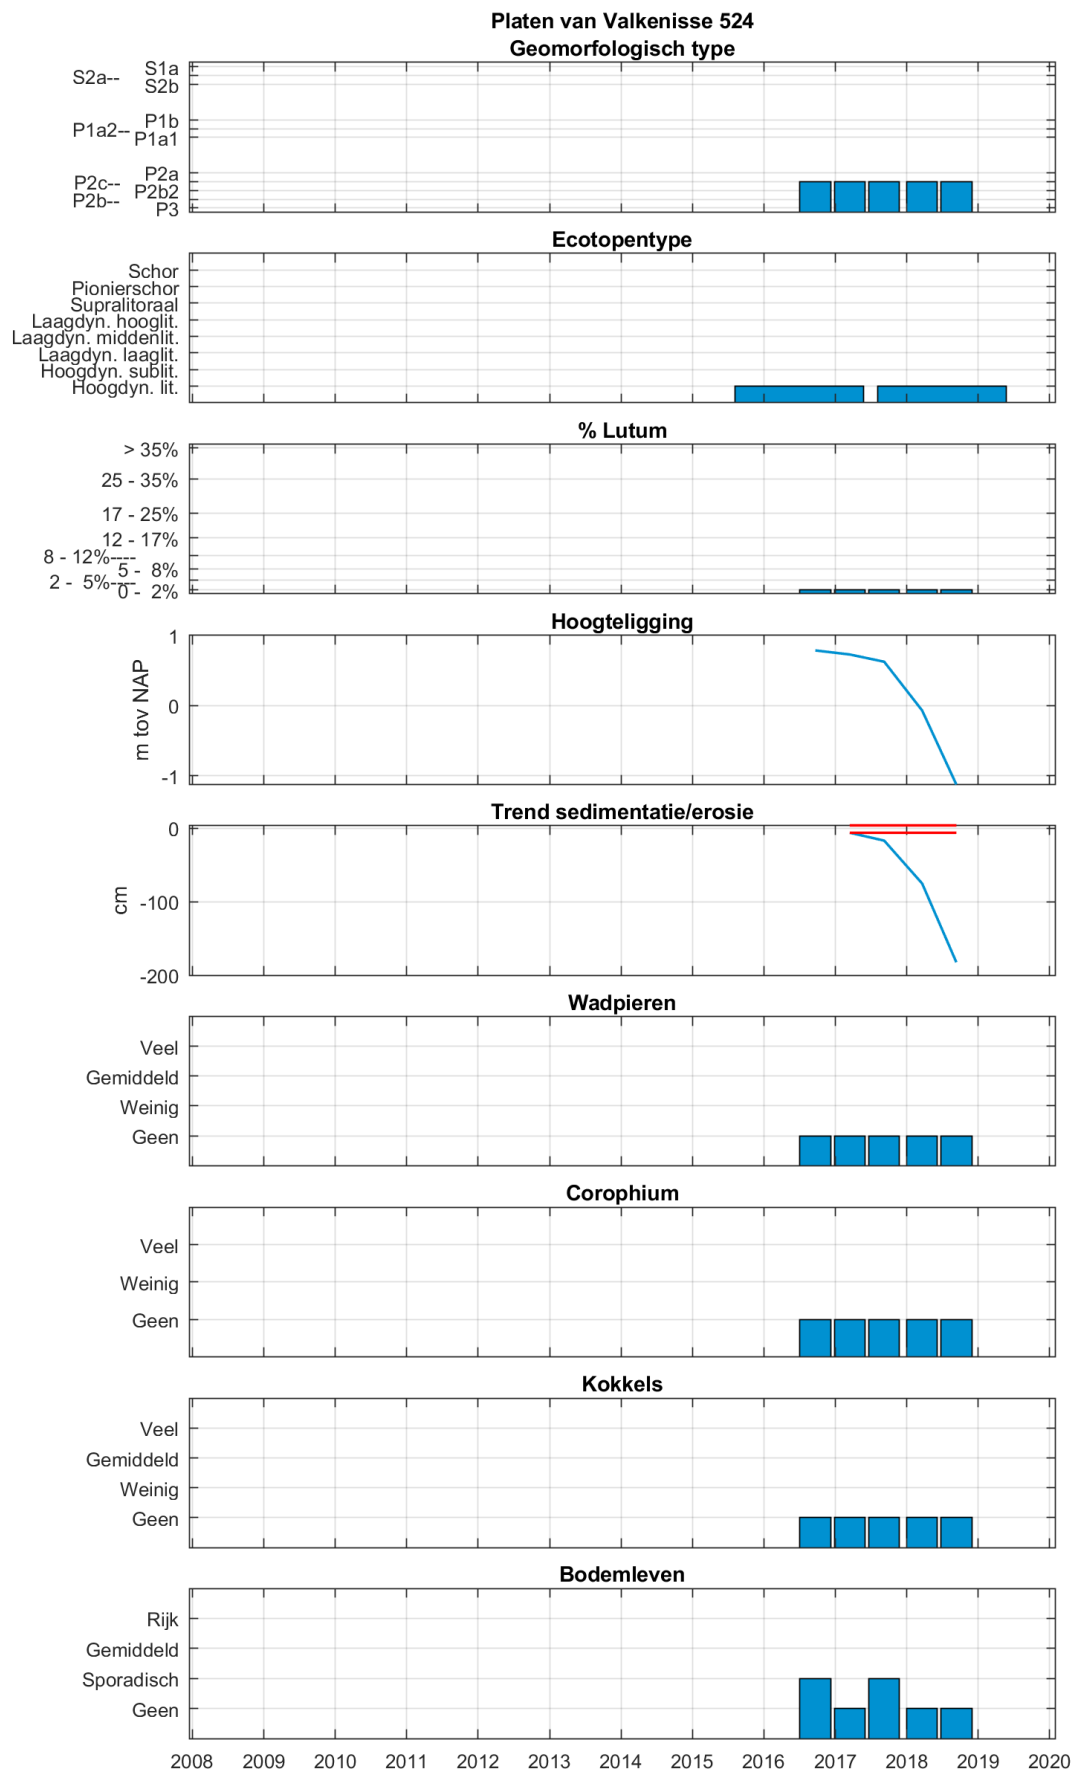 Platen van Valkenisse 524
Geomorfologisch type
S1a
S2a--
S2b
P1b
P1a2--
P1a1
P2a
P2c--
P2b2
P2b--
P3
Ecotopentype
Schor
Pionierschor
Supralitoraal
Laagdyn. hooglit.
Laagdyn. middenlit.
Laagdyn. laaglit.
Hoogdyn. sublit.
Hoogdyn. lit.
% Lutum
> 35%
25 - 35%
17 - 25%
12 - 17%
8 - 12%----
5 - 8%
2 - 5%----
0 - 2%
Hoogteligging
1
0
-1
m tov NAP
Trend sedimentatie/erosie
0
-100
-200
cm
Wadpieren
Veel
Gemiddeld
Weinig
Geen
Corophium
Veel
Weinig
Geen
Kokkels
Veel
Gemiddeld
Weinig
Geen
Bodemleven
Rijk
Gemiddeld
Sporadisch
Geen
2008 2009 2010 2011 2012 2013 2014 2015 2016 2017 2018 2019 2020